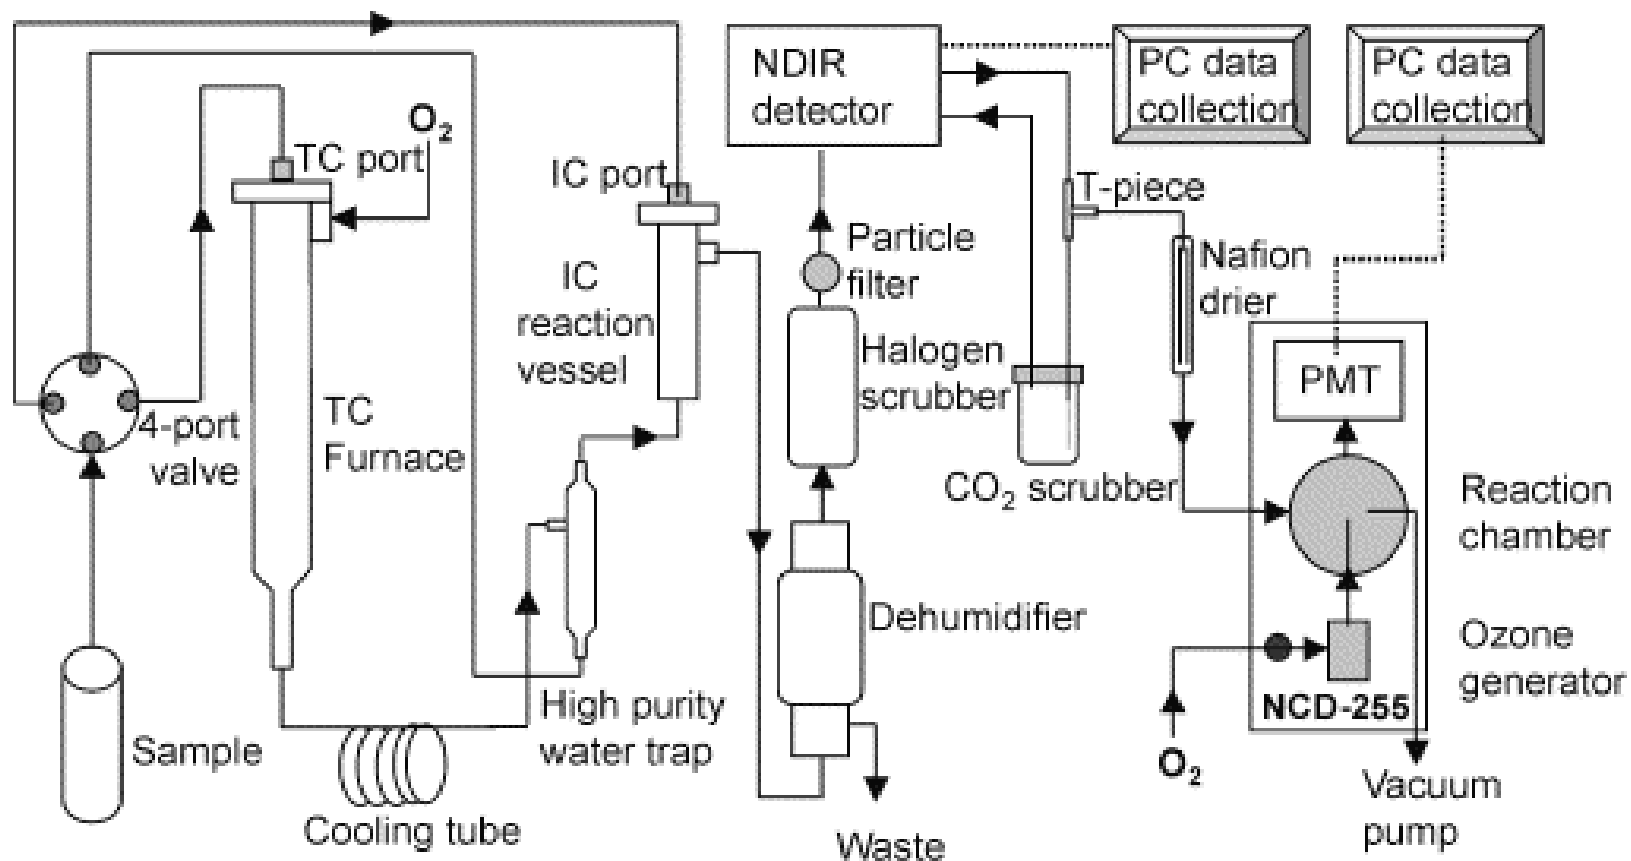 NDIR
detector
PC data
collection
PC data
collection
O₂
TC port
IC port
T-piece
Particle
filter
Nafion
drier
IC
reaction
vessel
Halogen
scrubber
PMT
4-port
valve
TC
Furnace
CO₂ scrubber
Reaction
chamber
Dehumidifier
Ozone
generator
High purity
water trap
NCD-255
Sample
O₂
Vacuum
pump
Cooling tube
Waste